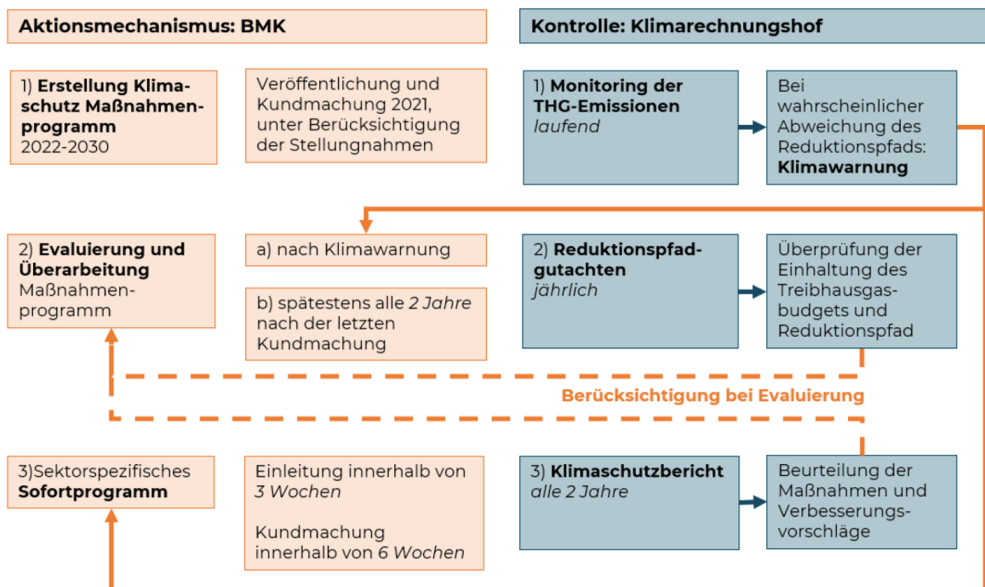 Aktionsmechanismus: BMK
1) Erstellung Klima-
schutz Maßnahmen-
programm
2022-2030
Veröffentlichung und
Kundmachung 2021,
unter Berücksichtigung
der Stellungnahmen
2) Evaluierung und
Überarbeitung
Maßnahmen-
programm
a) nach Klimawarnung
b) spätestens alle 2 Jahre
nach der letzten
Kundmachung
3)Sektorspezifisches
Sofortprogramm
Einleitung innerhalb von
3 Wochen
Kundmachung
innerhalb von 6 Wochen
Kontrolle: Klimarechnungshof
1) Monitoring der
THG-Emissionen
laufend
Bei
wahrscheinlicher
Abweichung des
Reduktionspfads:
Klimawarnung
2) Reduktionspfad-
gutachten
jährlich
Überprüfung der
Einhaltung des
Treibhausgas-
budgets und
Reduktionspfad
Berücksichtigung bei Evaluierung
3) Klimaschutzbericht
alle 2 Jahre
Beurteilung der
Maßnahmen und
Verbesserungs-
vorschläge